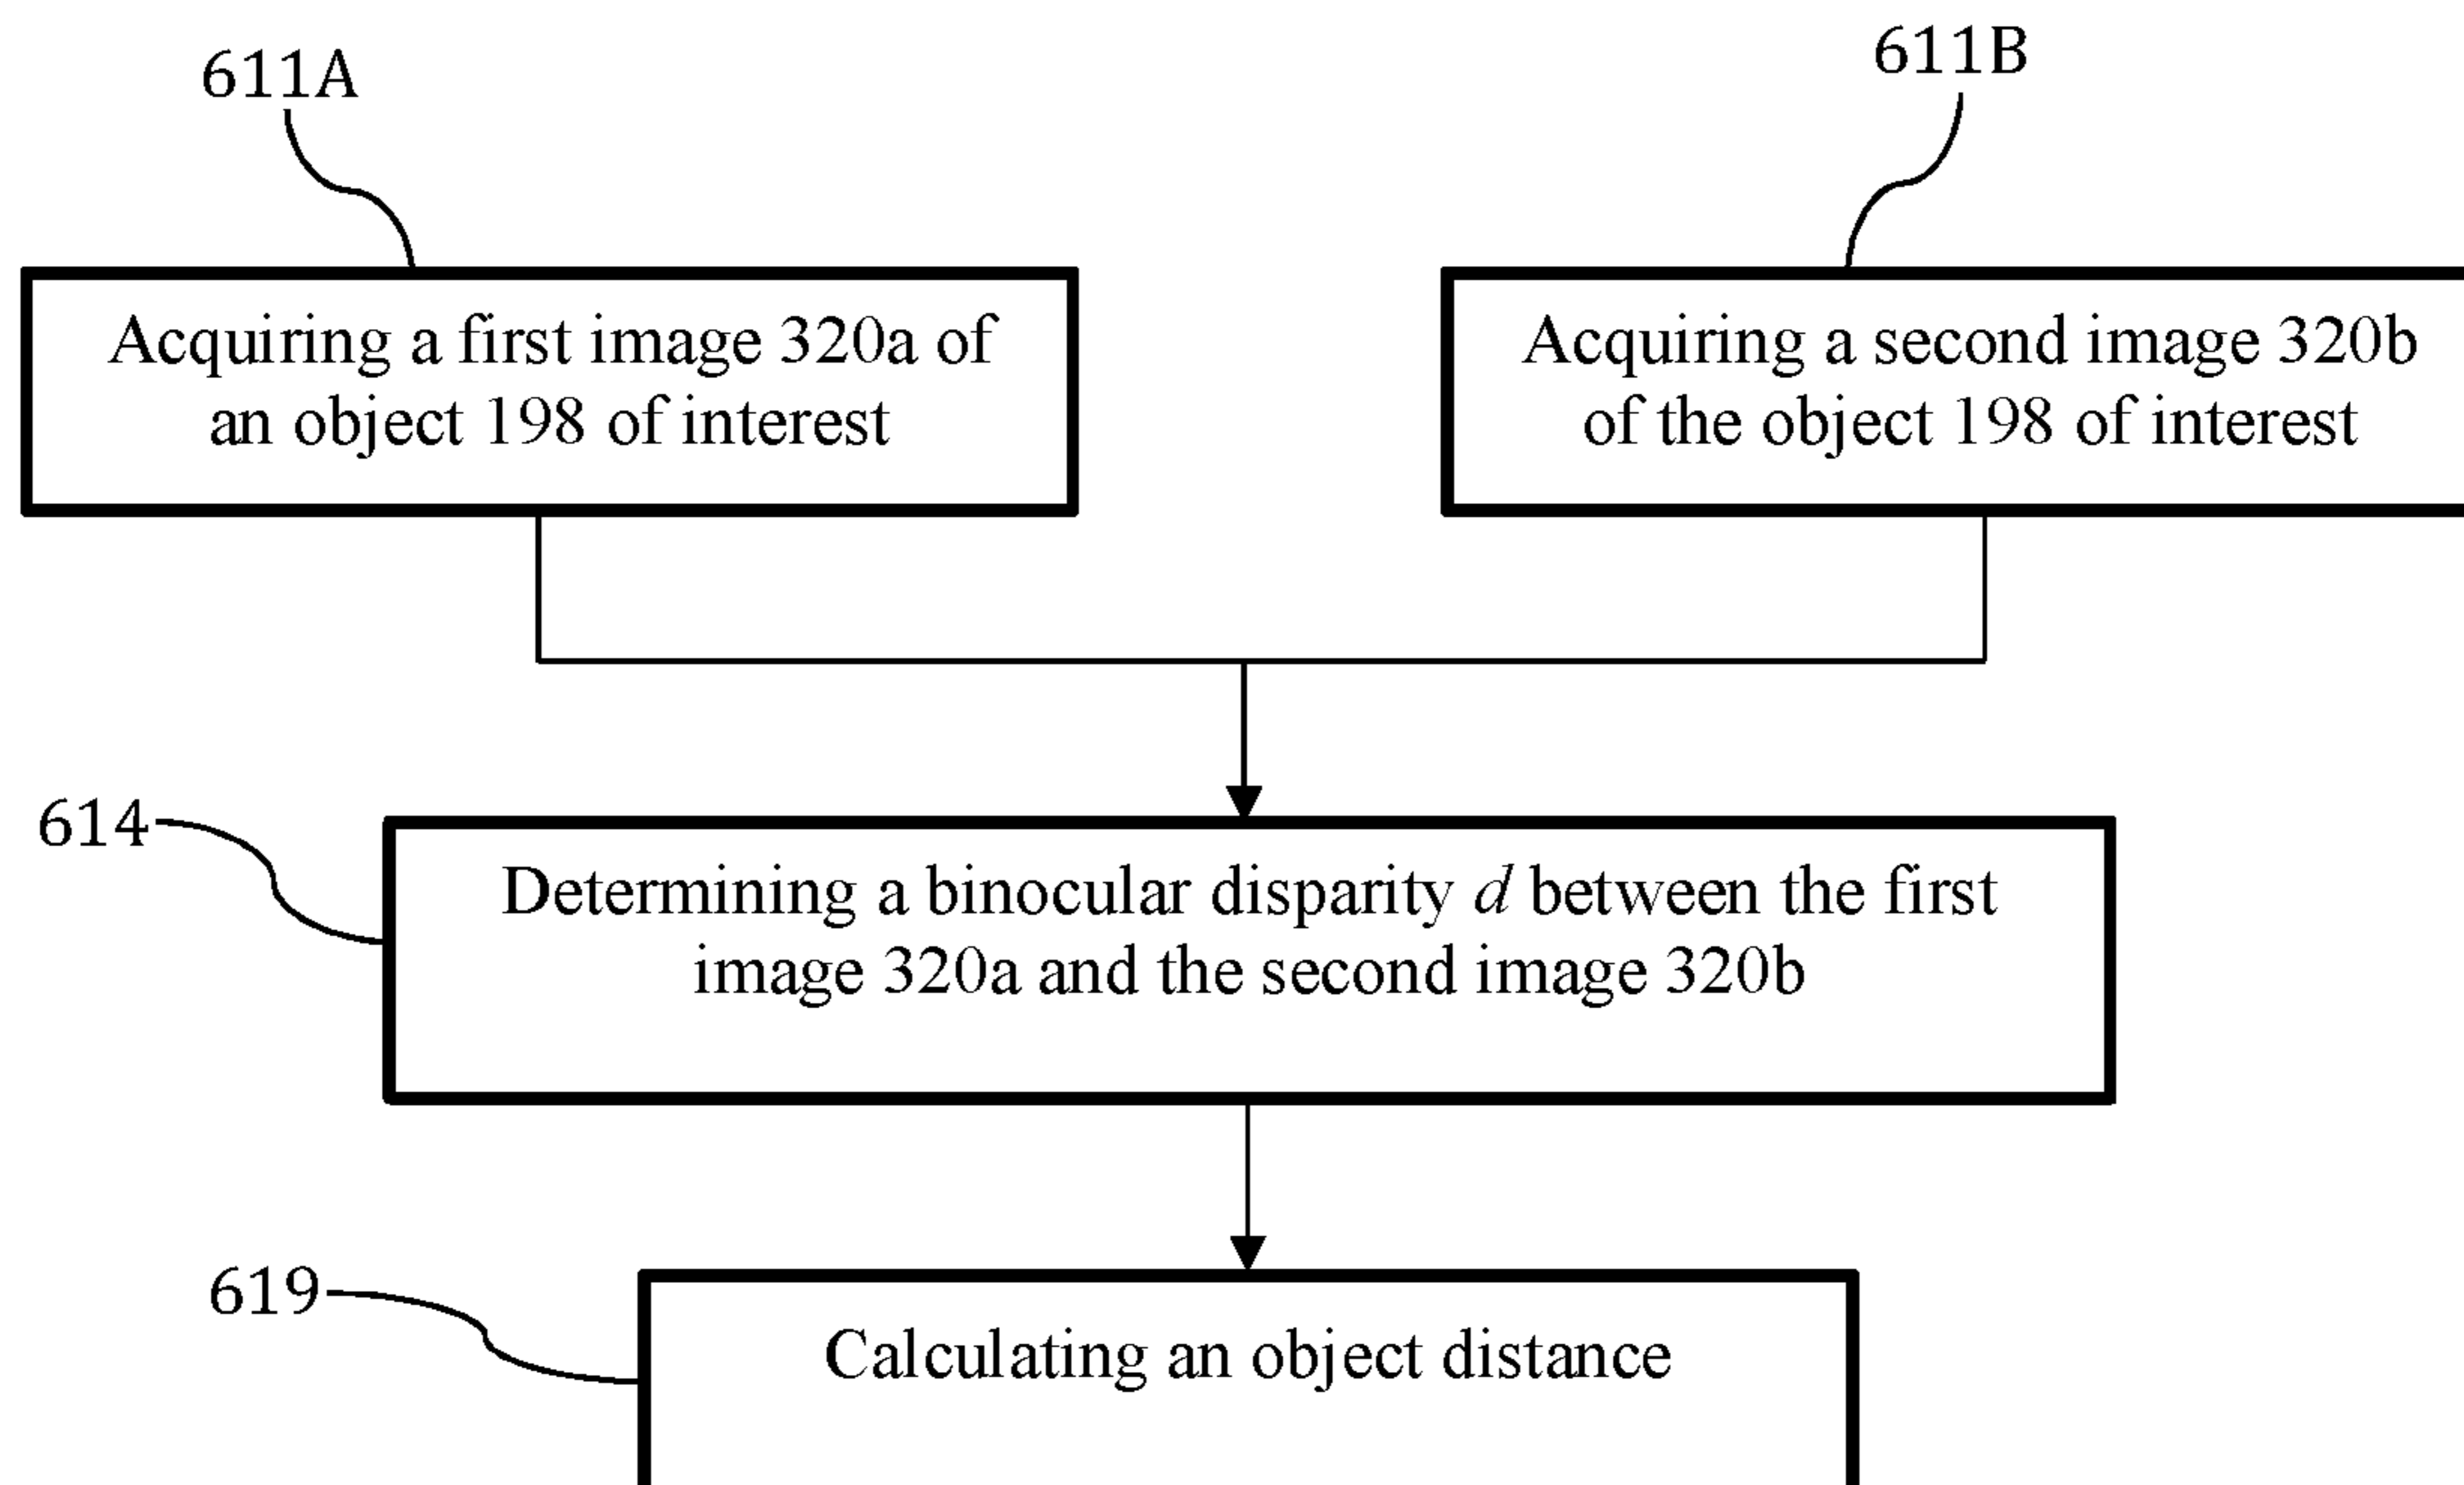 611A
611B
Acquiring a first image 320a of
an object 198 of interest
Acquiring a second image 320b
of the object 198 of interest
614
Determining a binocular disparity d between the first
image 320a and the second image 320b
619
Calculating an object distance